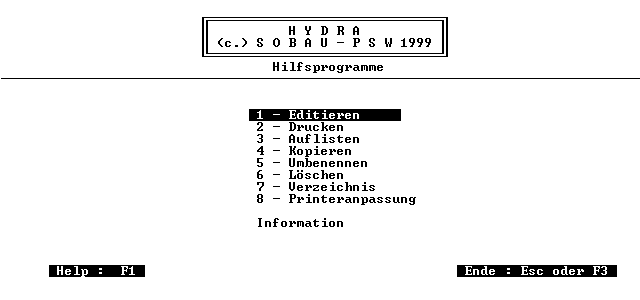 H Y D R A
(c.) S O B A U - P S W 1999
Hilfsprogramme
1 - Editieren
2 - Drucken
3 - Auflisten
4 - Kopieren
5 - Umbenennen
6 - Löschen
7 - Verzeichnis
8 - Printeranpassung
Information
Help : F1
Ende : Esc oder F3